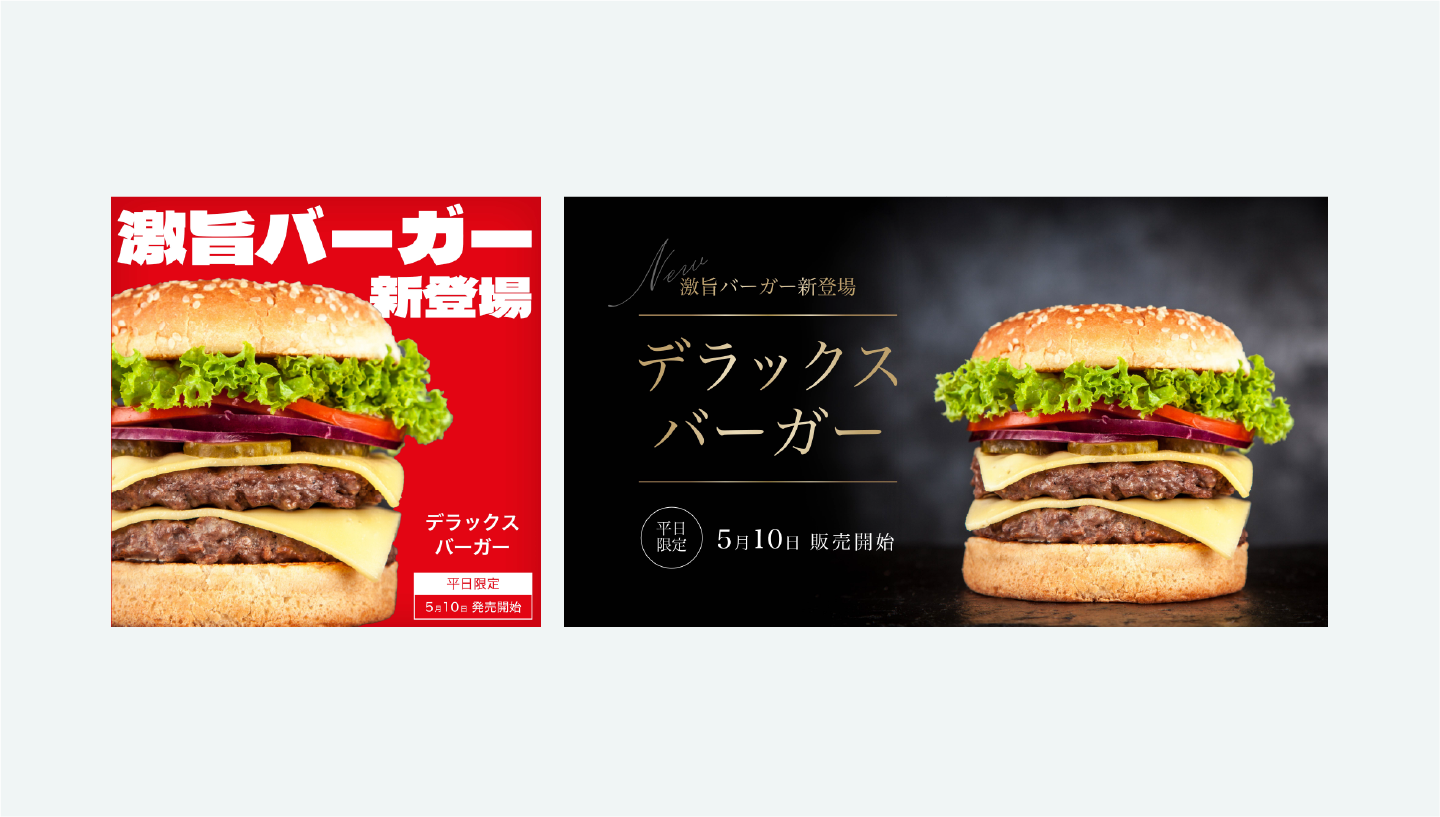 激旨バーガー
新登場
デラックス
バーガー
平日限定
5月10日 発売開始
New
激旨バーガー新登場
デラックス
バーガー
平日
限定
5月10日 販売開始